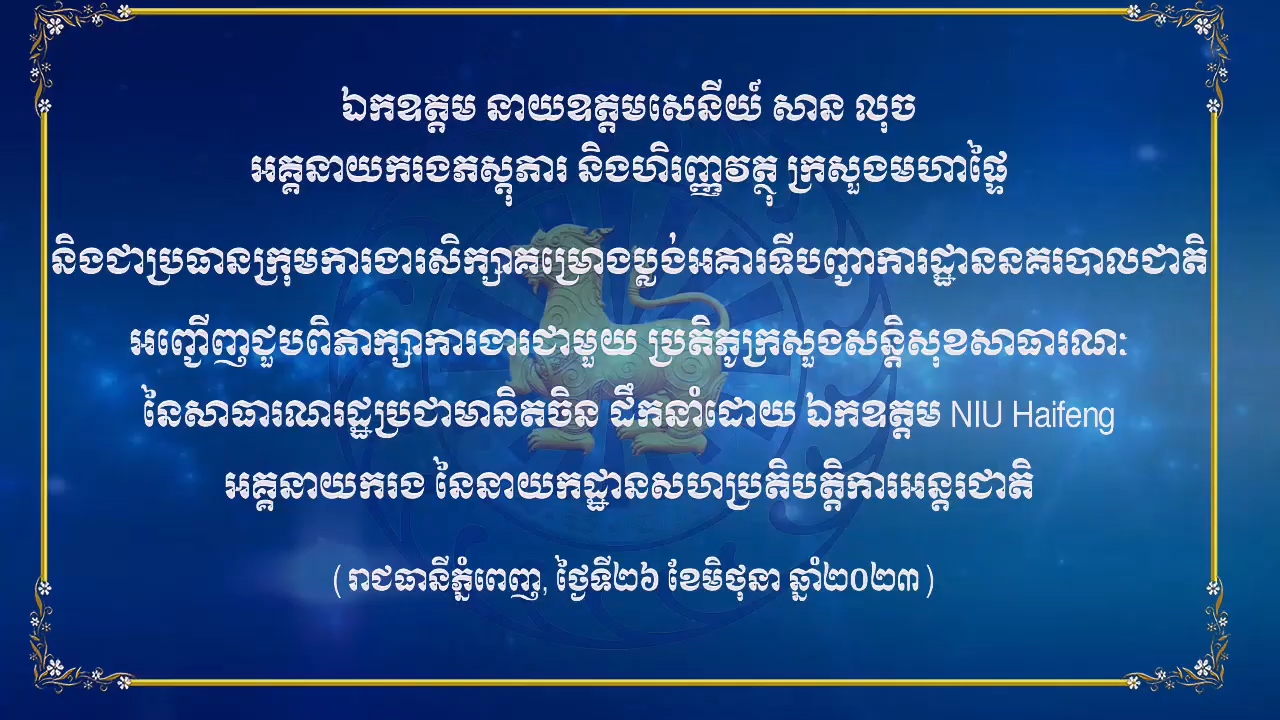 ឯកឧត្តម នាយឧត្តមសេនីយ៍ សាន លុច
អគ្គនាយករងភស្តុភារ និងហិរញ្ញវត្ថុ ក្រសួងមហាផ្ទៃ
និងជាប្រធានក្រុមការងារសិក្សាគម្រោងប្លង់អគារទីបញ្ជាការដ្ឋាននគរបាលជាតិ
អញ្ជើញជួបពិភាក្សាការងារជាមួយ ប្រតិភូក្រសួងសន្តិសុខសាធារណៈ
នៃសាធារណរដ្ឋប្រជាមានិតចិន ដឹកនាំដោយ ឯកឧត្តម NIU Haifeng
អគ្គនាយករង នៃនាយកដ្ឋានសហប្រតិបត្តិការអន្តរជាតិ
( រាជធានីភ្នំពេញ, ថ្ងៃទី២៦ ខែមិថុនា ឆ្នាំ២០២៣ )